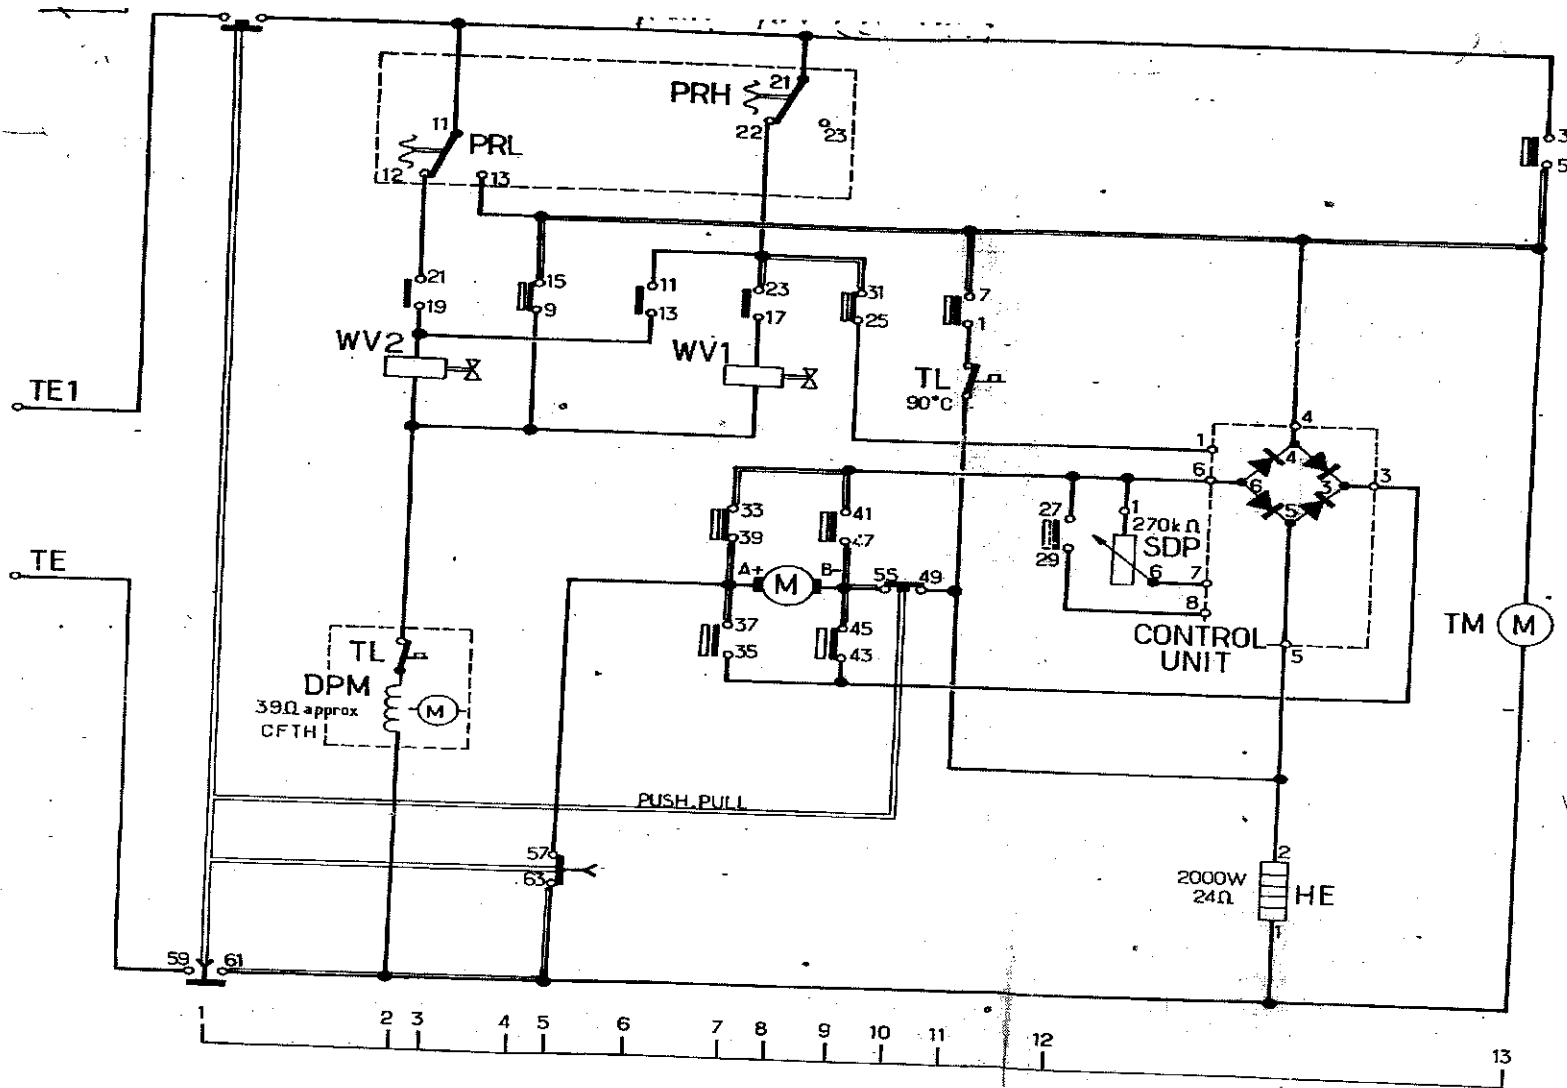 21
PRH
3
11
22
23
PRL
5
12
13
21
15
11
23
31
7
19
9
13
17
25
1
WV2
WV1
TL
90°C
TE1
4
1
4
6
6
3
3
33
41
27
1
5
270kΩ
39
47
SDP
TE
29
A+
M
B-
55
49
6
7
8
37
45
TM
M
TL
35
43
CONTROL
UNIT
5
DPM
39Ω approx
M
CFTH
PUSH.PULL
57
2
63
2000W
24Ω
HE
1
59
61
1
2
3
4
5
6
7
8
9
10
11
12
13